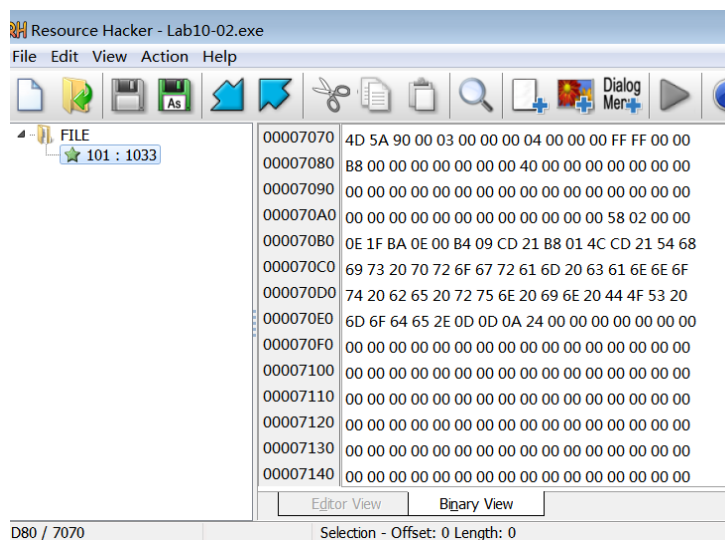 Resource Hacker - Lab10-02.exe
File Edit View Action Help
As
Dialog
Menu
FILE
101 : 1033
00007070 4D 5A 90 00 03 00 00 00 04 00 00 00 FF FF 00 00
00007080 B8 00 00 00 00 00 00 00 40 00 00 00 00 00 00 00
00007090 00 00 00 00 00 00 00 00 00 00 00 00 00 00 00 00
000070A0 00 00 00 00 00 00 00 00 00 00 00 00 58 02 00 00
000070B0 0E 1F BA 0E 00 B4 09 CD 21 B8 01 4C CD 21 54 68
000070C0 69 73 20 70 72 6F 67 72 61 6D 20 63 61 6E 6E 6F
000070D0 74 20 62 65 20 72 75 6E 20 69 6E 20 44 4F 53 20
000070E0 6D 6F 64 65 2E 0D 0D 0A 24 00 00 00 00 00 00 00
000070F0 00 00 00 00 00 00 00 00 00 00 00 00 00 00 00 00
00007100 00 00 00 00 00 00 00 00 00 00 00 00 00 00 00 00
00007110 00 00 00 00 00 00 00 00 00 00 00 00 00 00 00 00
00007120 00 00 00 00 00 00 00 00 00 00 00 00 00 00 00 00
00007130 00 00 00 00 00 00 00 00 00 00 00 00 00 00 00 00
00007140 00 00 00 00 00 00 00 00 00 00 00 00 00 00 00 00
Editor View Binary View
D80 / 7070 Selection - Offset: 0 Length: 0